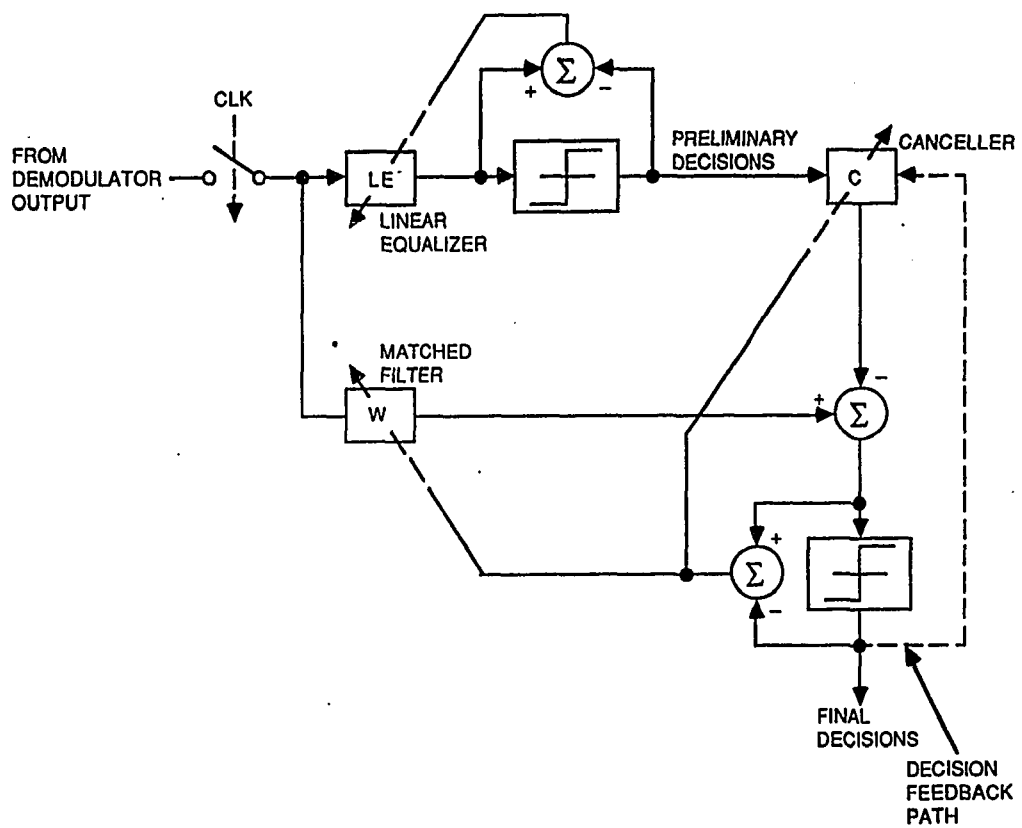 CLK
FROM
DEMODULATOR
OUTPUT
LE
LINEAR
EQUALIZER
Σ
+
−
PRELIMINARY
DECISIONS
C
CANCELLER
MATCHED
FILTER
W
+
−
Σ
Σ
+
−
FINAL
DECISIONS
DECISION
FEEDBACK
PATH